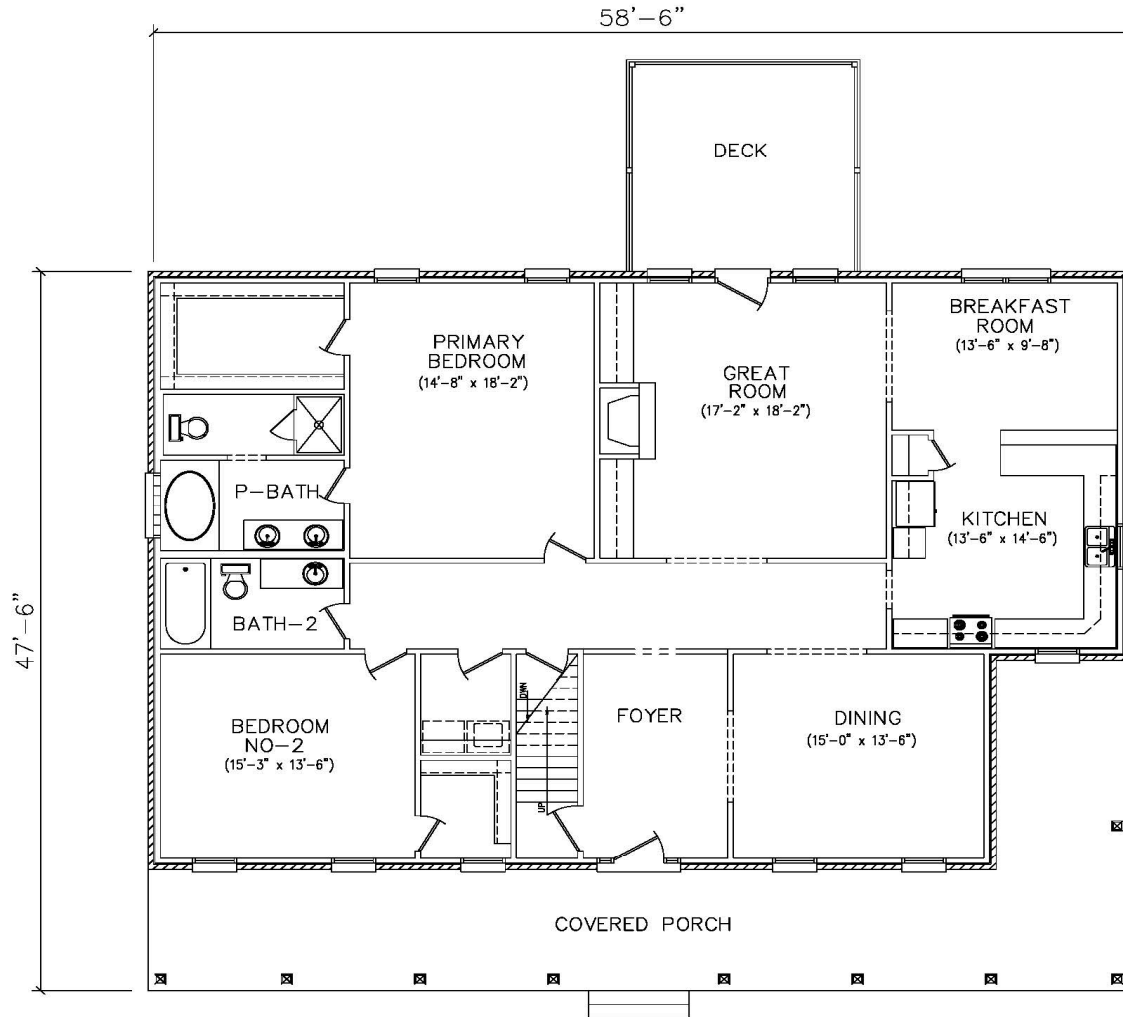 58'-6"
DECK
47'-6"
PRIMARY
BEDROOM
(14'-8" x 18'-2")
GREAT
ROOM
(17'-2" x 18'-2")
BREAKFAST
ROOM
(13'-6" x 9'-8")
P-BATH
KITCHEN
(13'-6" x 14'-6")
BATH-2
BEDROOM
NO-2
(15'-3" x 13'-6")
DWN
UP
FOYER
DINING
(15'-0" x 13'-6")
COVERED PORCH